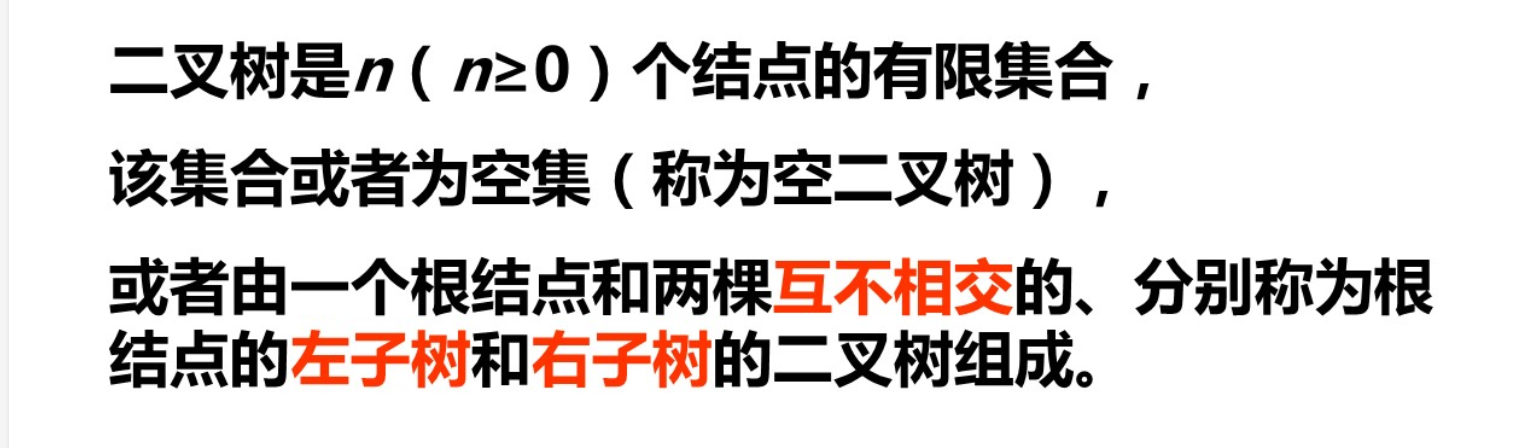 二叉树是n（n≥0）个结点的有限集合，
该集合或者为空集（称为空二叉树），
或者由一个根结点和两棵互不相交的、分别称为根
结点的左子树和右子树的二叉树组成。